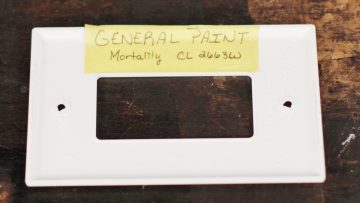 GENERAL PAINT
Mortality CL 2663W